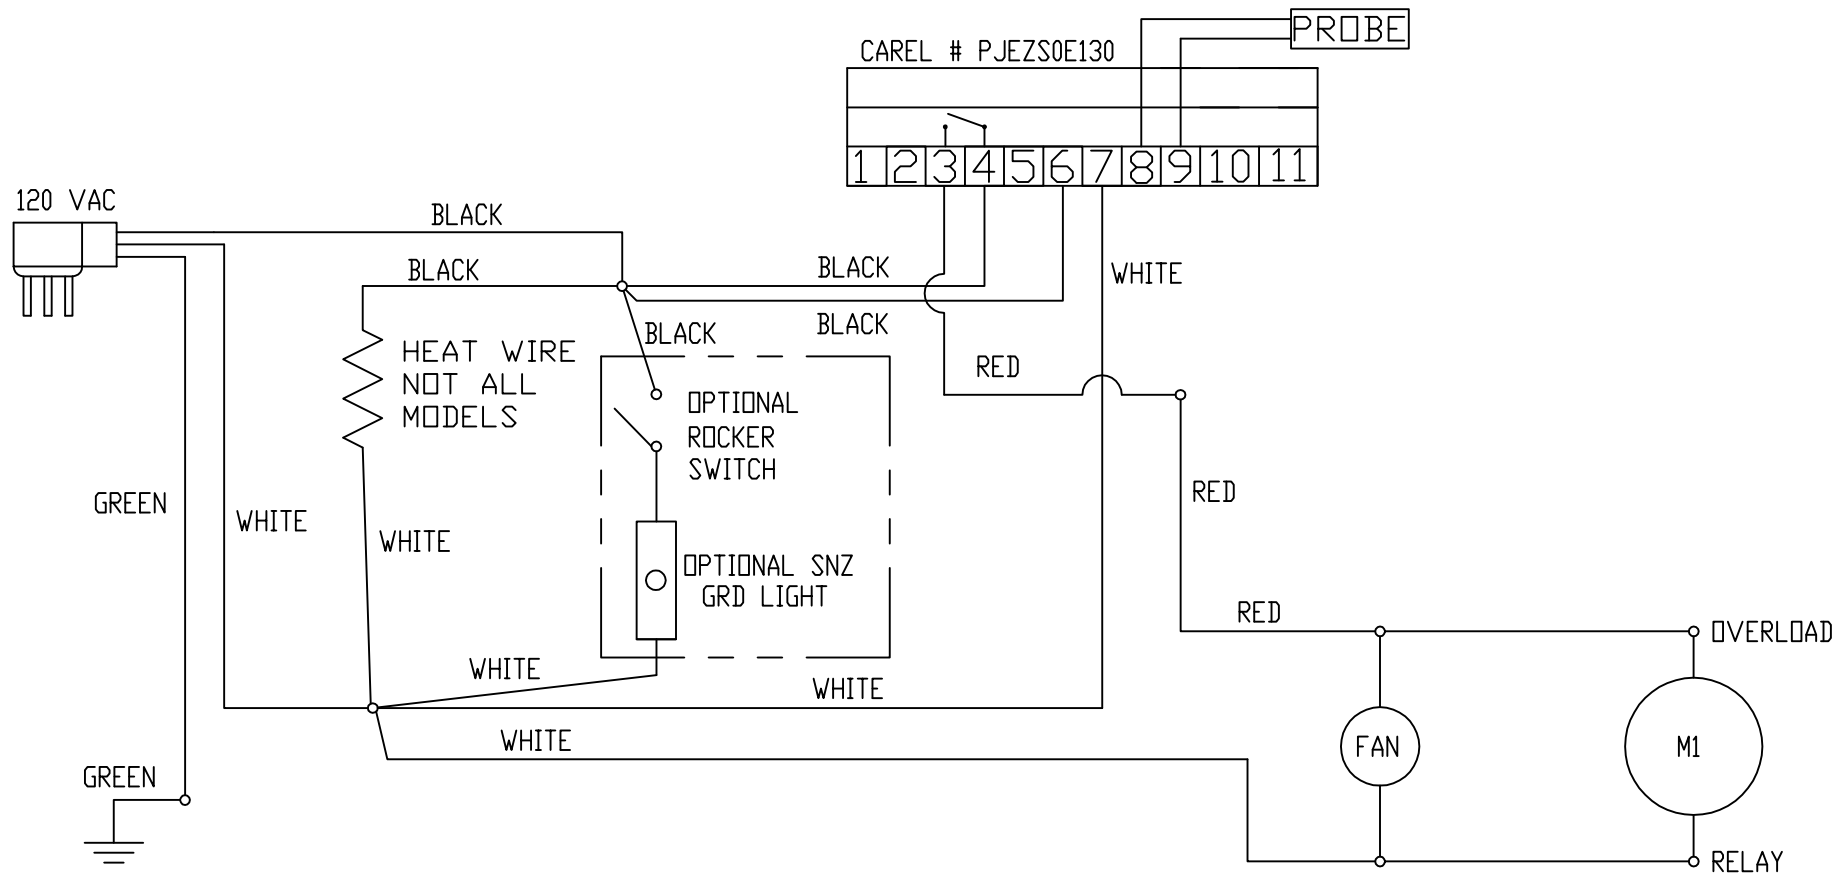 PROBE
CAREL # PJEZS0E130
1 2 3 4 5 6 7 8 9 10 11
120 VAC
BLACK
BLACK
BLACK
WHITE
BLACK
BLACK
HEAT WIRE
NOT ALL
MODELS
RED
OPTIONAL
ROCKER
SWITCH
GREEN
WHITE
WHITE
RED
OPTIONAL SNZ
GRD LIGHT
RED
OVERLOAD
WHITE
WHITE
WHITE
FAN
M1
GREEN
RELAY